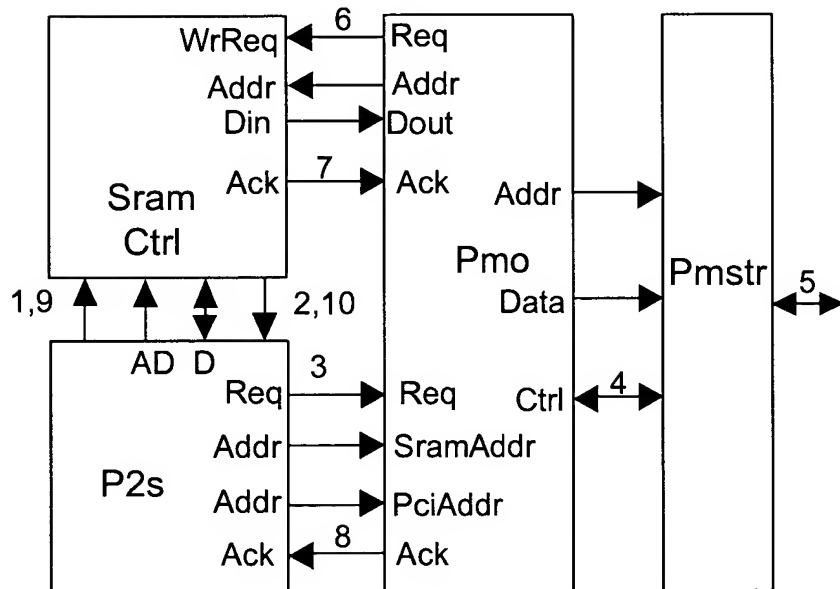 WrReq 6 Req
Addr Addr
Din Dout
Ack 7 Ack
Sram
Ctrl
Addr
Pmo
Pmstr
Data
5
1,9
2,10
AD D
Req 3 Req
Ctrl 4
Addr SramAddr
P2s
Addr PciAddr
Ack 8 Ack